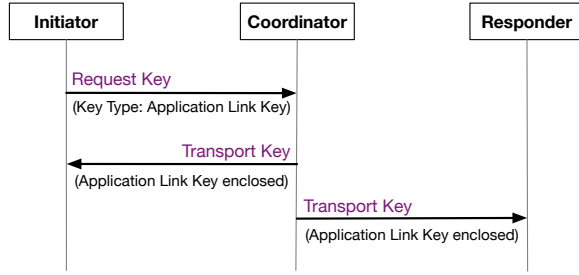 Initiator
Coordinator
Responder
Request Key
(Key Type: Application Link Key)
Transport Key
(Application Link Key enclosed)
Transport Key
(Application Link Key enclosed)